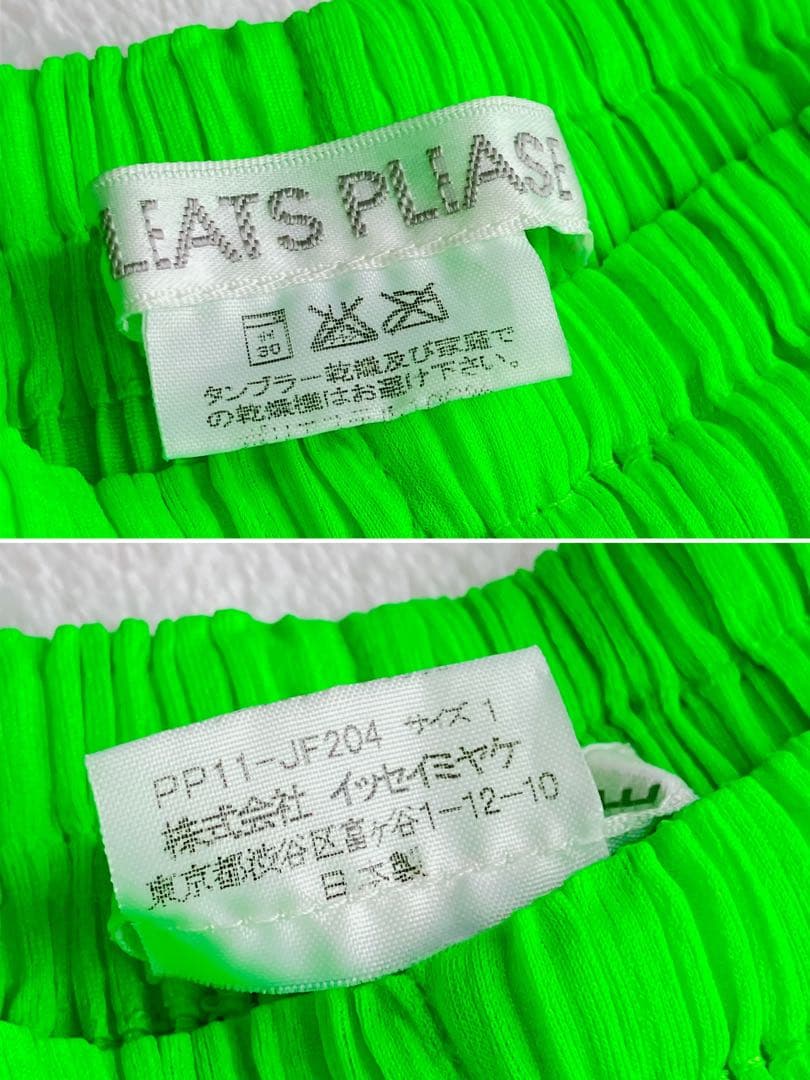 LEATS PLEASE
30
タンブラー乾燥及び家庭で
の乾燥機はお避け下さい。
PP11-JF204 サイズ 1
株式会社 イッセイミヤケ
東京都渋谷区富ヶ谷1-12-10
日本製
E